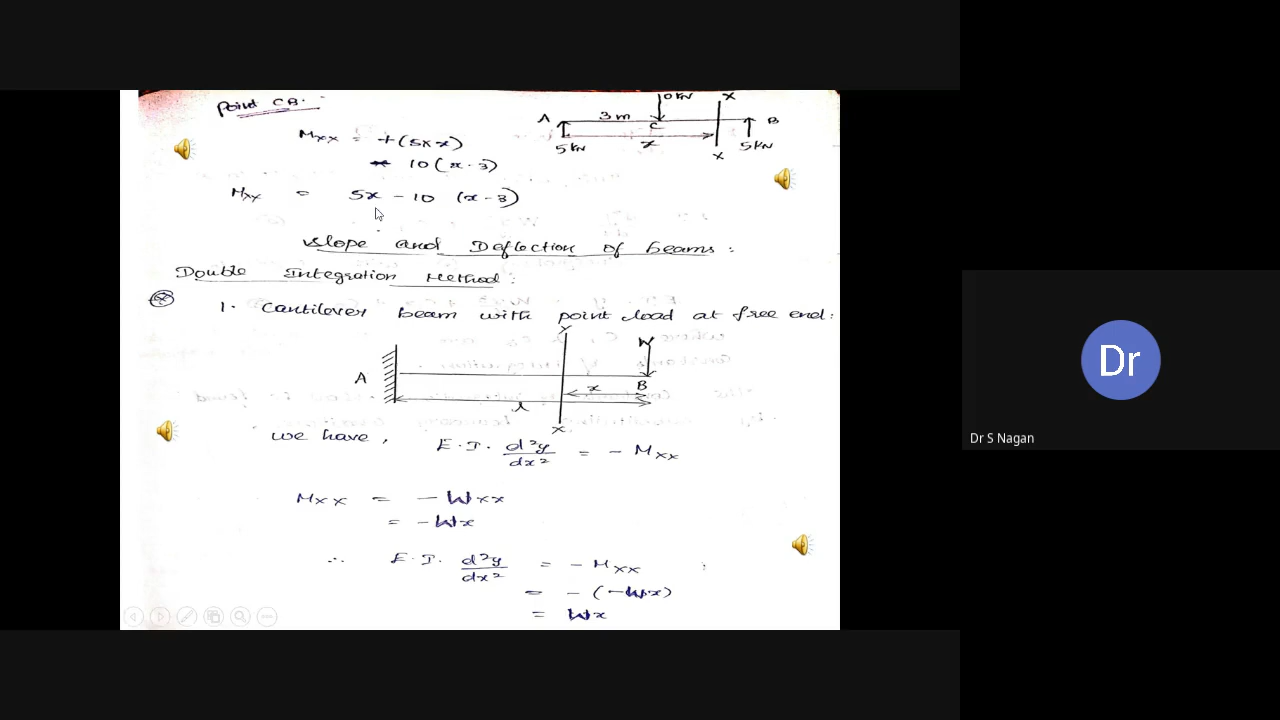 Point CB.
A 3 m 10 kN C X B
5 kN x X 5 kN
Mxx = +(5 x x)
- 10 (x - 3)
Mxx = 5x - 10 (x - 3)
Slope and Deflection of beams :
Double Integration Method :
1. Cantilever beam with point load at free end :
A X W B
x
l
X
we have, E.I. d²y/dx² = - Mxx
Mxx = - W x x
= - Wx
∴ E.I. d²y/dx² = - Mxx
= - (-Wx)
= Wx
Dr
Dr S Nagan